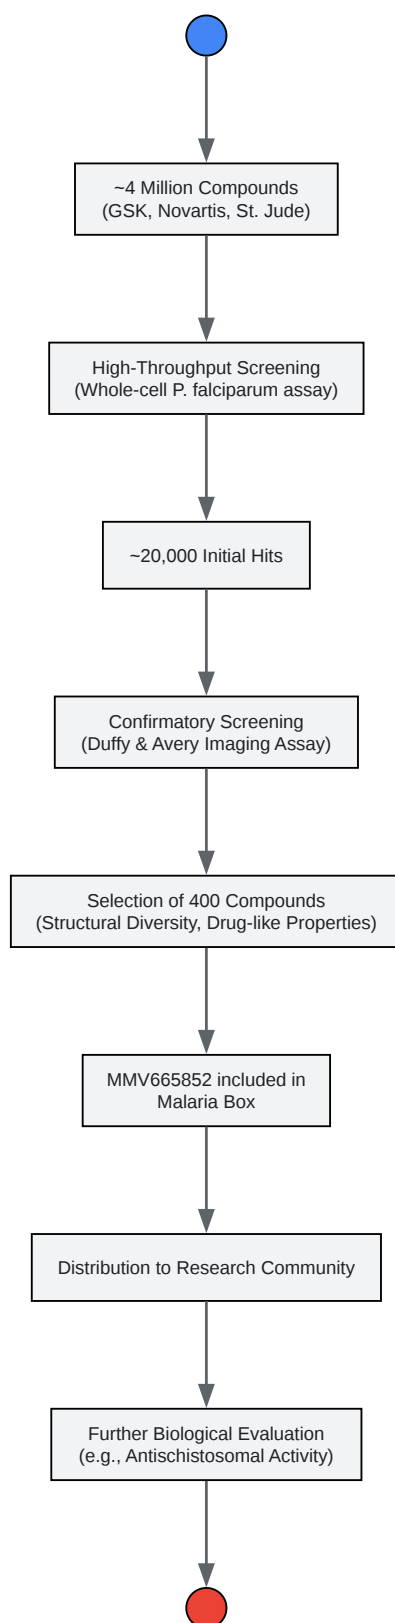 ~4 Million Compounds
(GSK, Novartis, St. Jude)
High-Throughput Screening
(Whole-cell P. falciparum assay)
~20,000 Initial Hits
Confirmatory Screening
(Duffy & Avery Imaging Assay)
Selection of 400 Compounds
(Structural Diversity, Drug-like Properties)
MMV665852 included in
Malaria Box
Distribution to Research Community
Further Biological Evaluation
(e.g., Antischistosomal Activity)